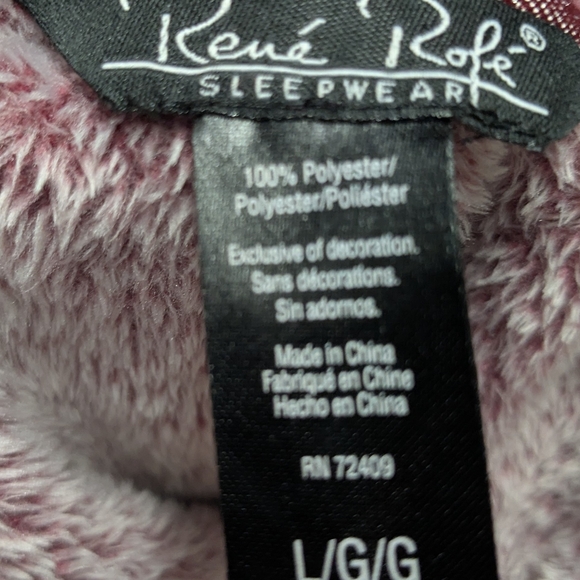 René Rofé®
SLEEPWEAR
100% Polyester/
Polyester/Poliéster
Exclusive of decoration.
Sans décorations.
Sin adornos.
Made in China
Fabriqué en Chine
Hecho en China
RN 72409
L/G/G